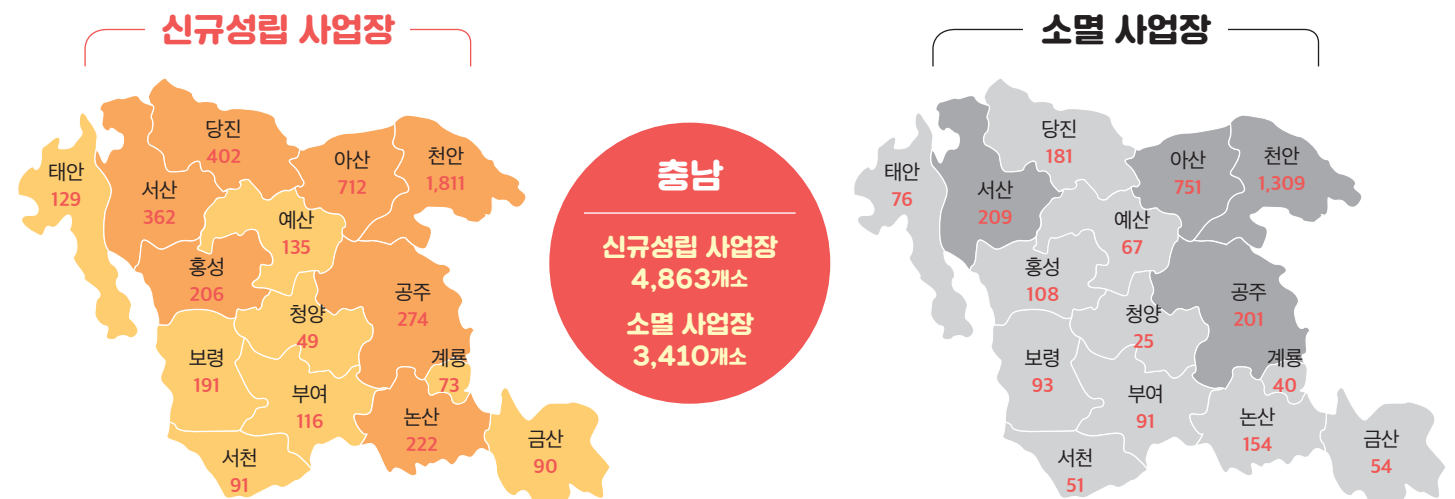 신규성립 사업장
당진
402
아산
712
천안
1,811
태안
129
서산
362
예산
135
홍성
206
공주
274
청양
49
보령
191
계룡
73
부여
116
논산
222
금산
90
서천
91
충남
신규성립 사업장
4,863개소
소멸 사업장
3,410개소
소멸 사업장
당진
181
아산
751
천안
1,309
태안
76
서산
209
예산
67
홍성
108
공주
201
청양
25
보령
93
계룡
40
부여
91
논산
154
금산
54
서천
51